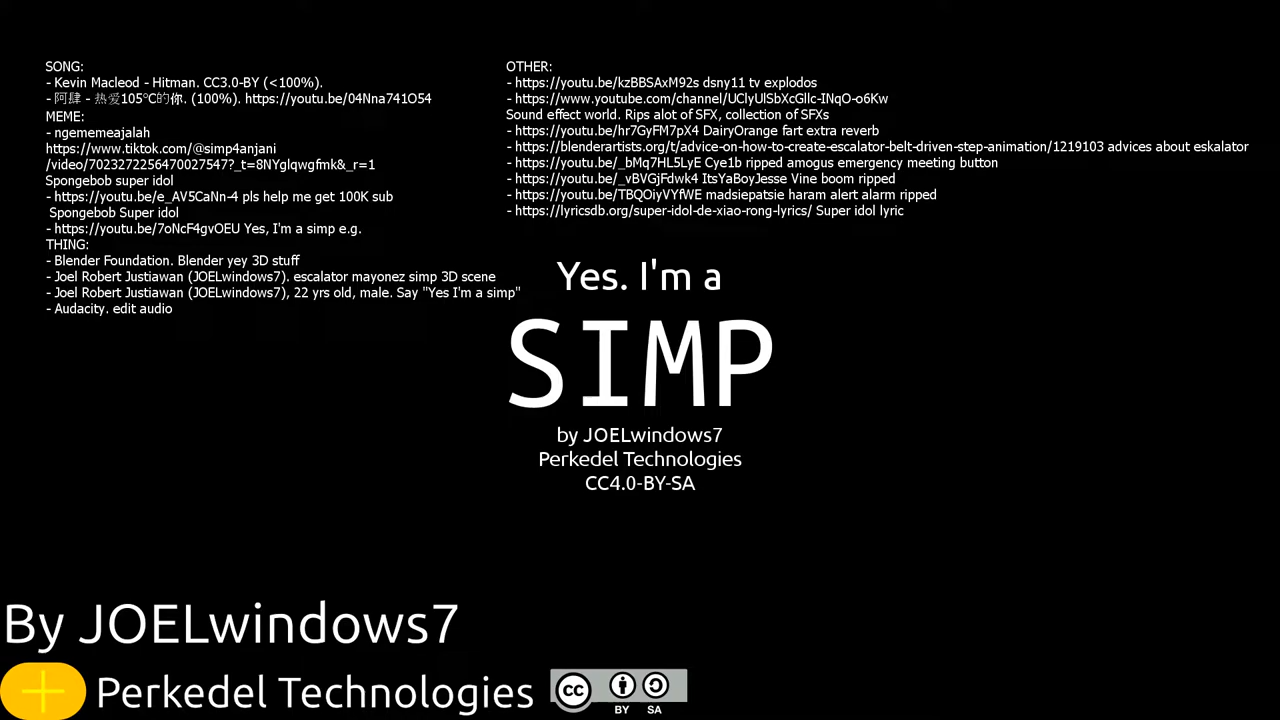 SONG:
- Kevin Macleod - Hitman. CC3.0-BY (<100%).
- 阿肆 - 热爱105°C的你. (100%). https://youtu.be/04Nna741O54
MEME:
- ngememeajalah
https://www.tiktok.com/@simp4anjani
/video/7023272256470027547?_t=8NYglqwgfmk&_r=1
Spongebob super idol
- https://youtu.be/e_AV5CaNn-4 pls help me get 100K sub
Spongebob Super idol
- https://youtu.be/7oNcF4gvOEU Yes, I'm a simp e.g.
THING:
- Blender Foundation. Blender yey 3D stuff
- Joel Robert Justiawan (JOELwindows7). escalator mayonez simp 3D scene
- Joel Robert Justiawan (JOELwindows7), 22 yrs old, male. Say "Yes I'm a simp"
- Audacity. edit audio
OTHER:
- https://youtu.be/kzBBSAxM92s dsny11 tv explodos
- https://www.youtube.com/channel/UClyUlSbXcGllc-INqO-o6Kw
Sound effect world. Rips alot of SFX, collection of SFXs
- https://youtu.be/hr7GyFM7pX4 DairyOrange fart extra reverb
- https://blenderartists.org/t/advice-on-how-to-create-escalator-belt-driven-step-animation/1219103 advices about eskalator
- https://youtu.be/_bMq7HL5LyE Cye1b ripped amogus emergency meeting button
- https://youtu.be/_vBVGjFdwk4 ItsYaBoyJesse Vine boom ripped
- https://youtu.be/TBQOiyVYfWE madsiepatsie haram alert alarm ripped
- https://lyricsdb.org/super-idol-de-xiao-rong-lyrics/ Super idol lyric
Yes. I'm a
SIMP
by JOELwindows7
Perkedel Technologies
CC4.0-BY-SA
By JOELwindows7
Perkedel Technologies
cc
BY SA